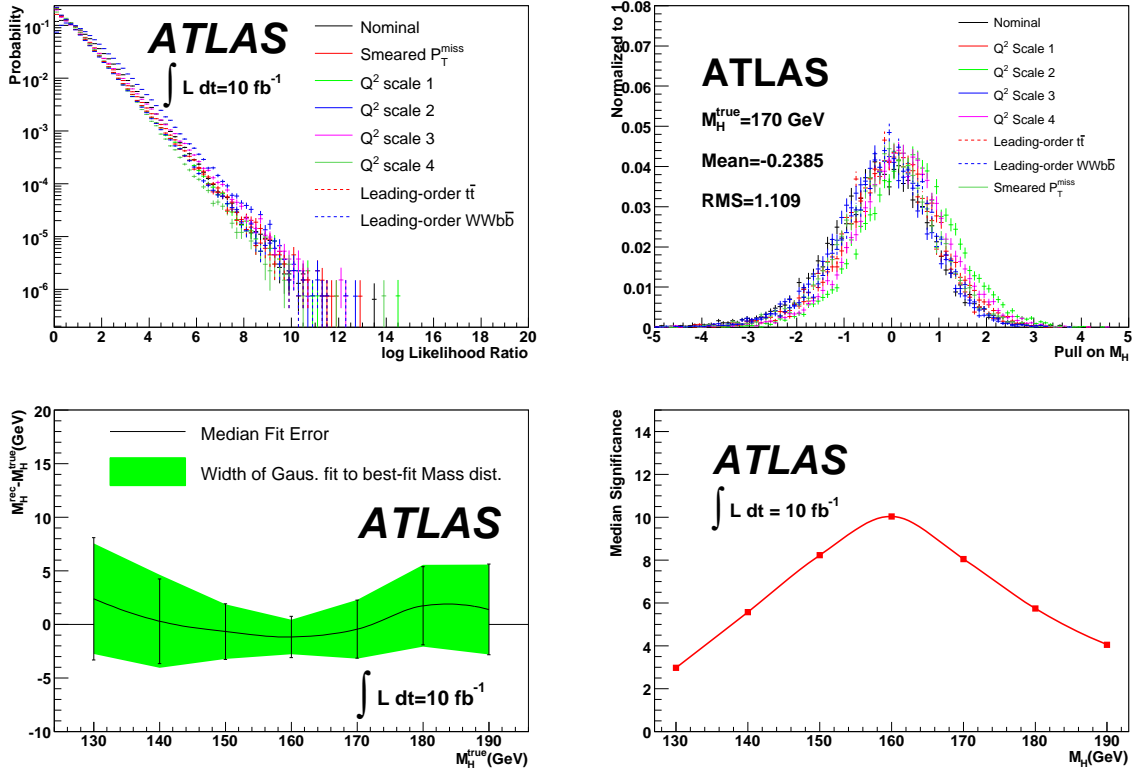 Probability
10⁻¹
10⁻²
10⁻³
10⁻⁴
10⁻⁵
10⁻⁶
ATLAS
∫ L dt=10 fb⁻¹
Nominal
Smeared P_T^miss
Q² scale 1
Q² scale 2
Q² scale 3
Q² scale 4
Leading-order tt̄
Leading-order WWbb̄
0 2 4 6 8 10 12 14 16 18 20
log Likelihood Ratio
Normalized to 1
0.08
0.07
0.06
0.05
0.04
0.03
0.02
0.01
0
ATLAS
M_H^true=170 GeV
Mean=-0.2385
RMS=1.109
Nominal
Q² Scale 1
Q² Scale 2
Q² Scale 3
Q² Scale 4
Leading-order tt̄
Leading-order WWbb̄
Smeared P_T^miss
-5 -4 -3 -2 -1 0 1 2 3 4 5
Pull on M_H
M_H^rec-M_H^true(GeV)
20
15
10
5
0
-5
-10
Median Fit Error
Width of Gaus. fit to best-fit Mass dist.
ATLAS
∫ L dt=10 fb⁻¹
130 140 150 160 170 180 190
M_H^true(GeV)
Median Significance
14
12
10
8
6
4
2
0
ATLAS
∫ L dt = 10 fb⁻¹
130 140 150 160 170 180 190
M_H(GeV)